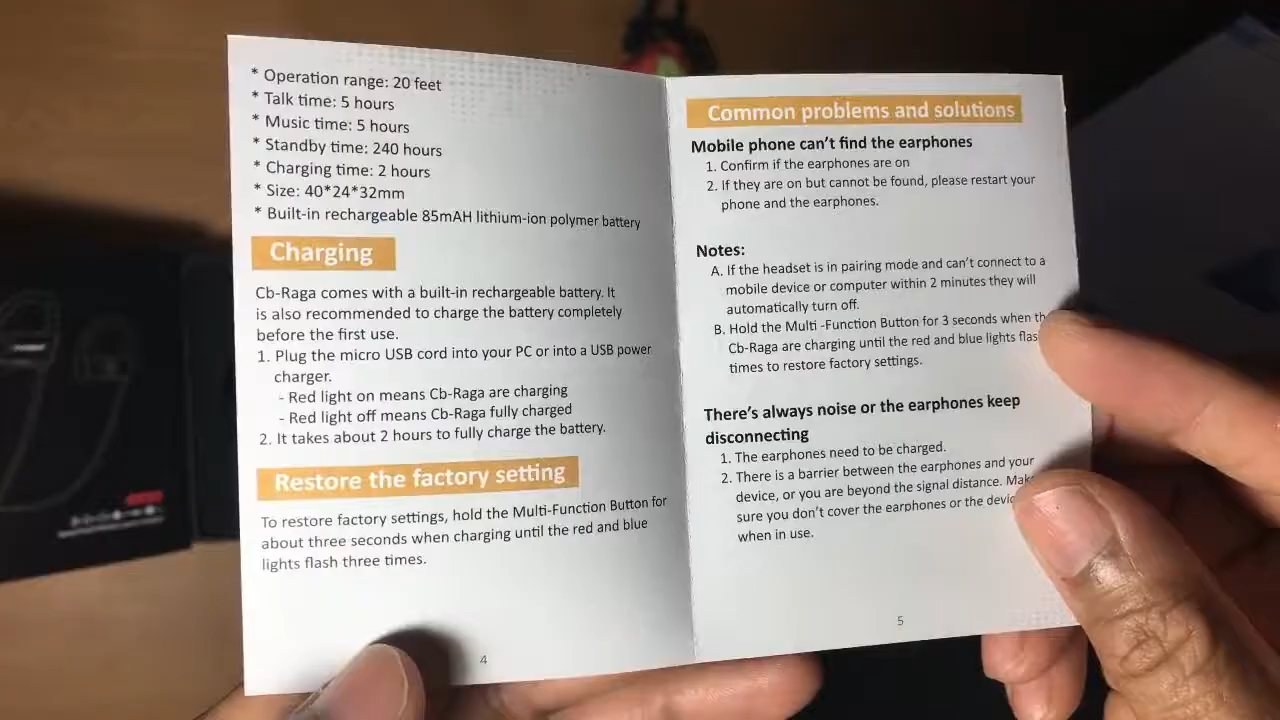 * Operation range: 20 feet
* Talk time: 5 hours
* Music time: 5 hours
* Standby time: 240 hours
* Charging time: 2 hours
* Size: 40*24*32mm
* Built-in rechargeable 85mAH lithium-ion polymer battery
Charging
Cb-Raga comes with a built-in rechargeable battery. It
is also recommended to charge the battery completely
before the first use.
1. Plug the micro USB cord into your PC or into a USB power
charger.
- Red light on means Cb-Raga are charging
- Red light off means Cb-Raga fully charged
2. It takes about 2 hours to fully charge the battery.
Restore the factory setting
To restore factory settings, hold the Multi-Function Button for
about three seconds when charging until the red and blue
lights flash three times.
4
Common problems and solutions
Mobile phone can't find the earphones
1. Confirm if the earphones are on
2. If they are on but cannot be found, please restart your
phone and the earphones.
Notes:
A. If the headset is in pairing mode and can't connect to a
mobile device or computer within 2 minutes they will
automatically turn off.
B. Hold the Multi -Function Button for 3 seconds when
Cb-Raga are charging until the red and blue lights
times to restore factory settings.
There's always noise or the earphones keep
disconnecting
1. The earphones need to be charged.
2. There is a barrier between the earphones and your
device, or you are beyond the signal distance.
sure you don't cover the earphones or the
when in use.
5